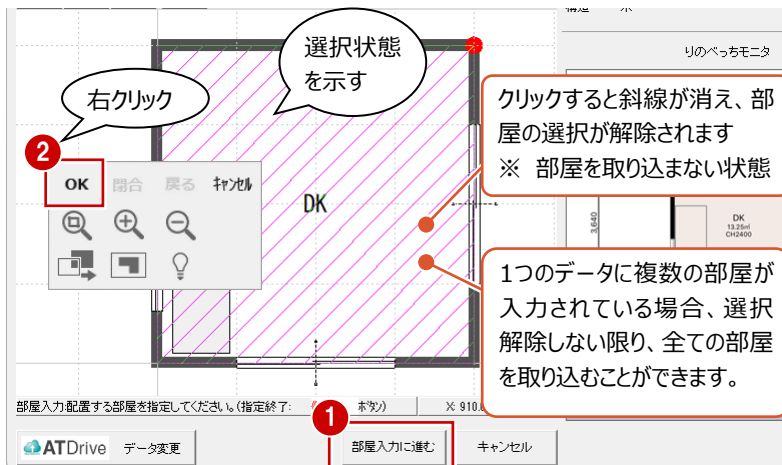 りのべっちモニタ
選択状態
を示す
右クリック
2
OK 閉合 戻る キャンセル
DK
クリックすると斜線が消え、部
屋の選択が解除されます
※ 部屋を取り込まない状態
3,640
DK
13.25㎡
CH2400
1つのデータに複数の部屋が
入力されている場合、選択
解除しない限り、全ての部屋
を取り込むことができます。
部屋入力:配置する部屋を指定してください。(指定終了:
ボタン)
X: 910.
1
ATDrive データ変更
部屋入力に進む
キャンセル